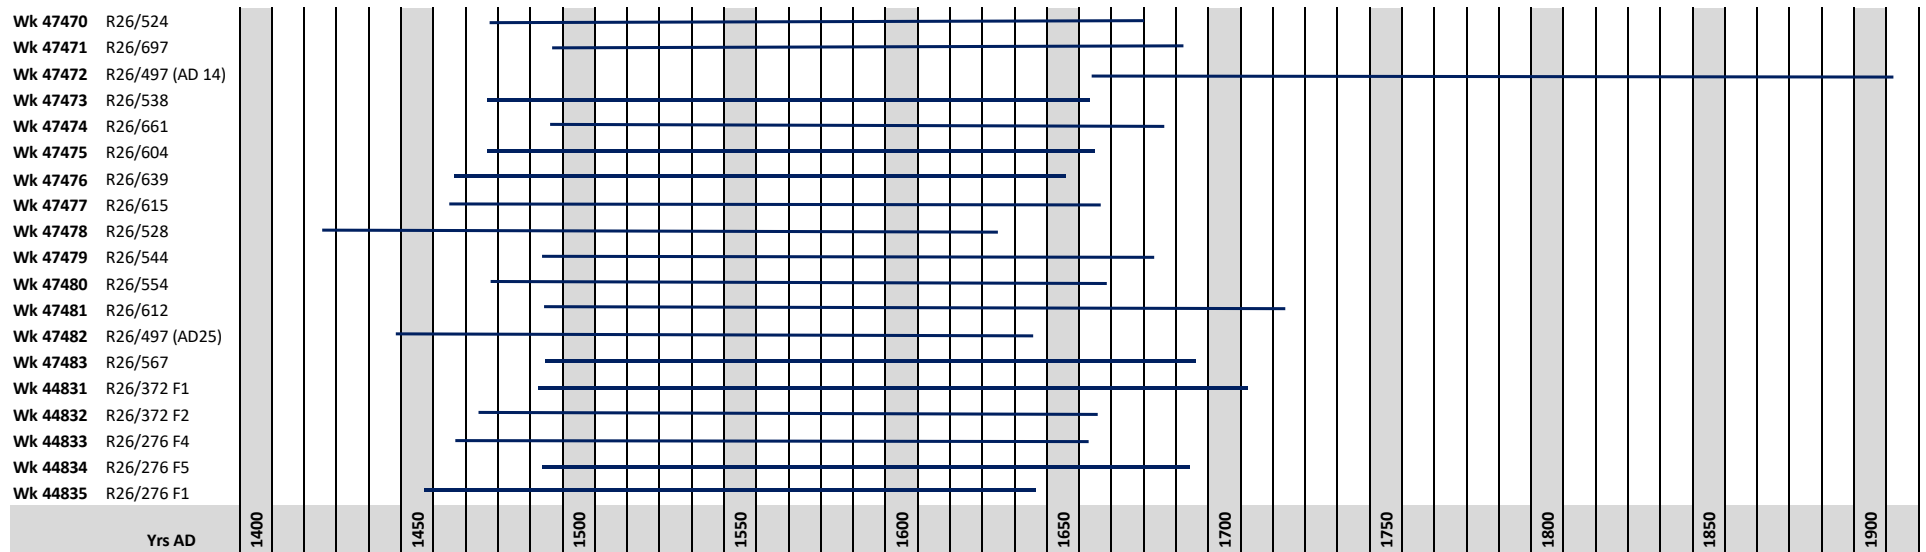 Wk 47470 R26/524
Wk 47471 R26/697
Wk 47472 R26/497 (AD 14)
Wk 47473 R26/538
Wk 47474 R26/661
Wk 47475 R26/604
Wk 47476 R26/639
Wk 47477 R26/615
Wk 47478 R26/528
Wk 47479 R26/544
Wk 47480 R26/554
Wk 47481 R26/612
Wk 47482 R26/497 (AD25)
Wk 47483 R26/567
Wk 44831 R26/372 F1
Wk 44832 R26/372 F2
Wk 44833 R26/276 F4
Wk 44834 R26/276 F5
Wk 44835 R26/276 F1
Yrs AD 1400 1450 1500 1550 1600 1650 1700 1750 1800 1850 1900